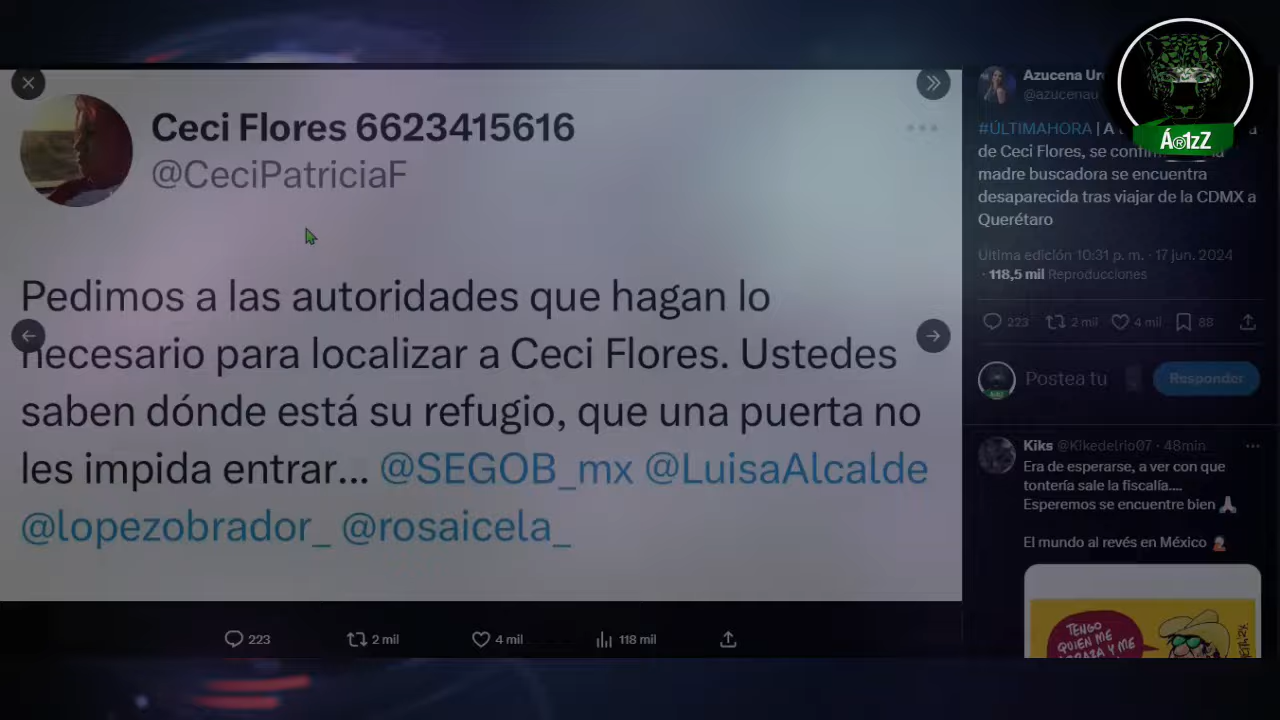 Ceci Flores 6623415616
@CeciPatriciaF
Pedimos a las autoridades que hagan lo
necesario para localizar a Ceci Flores. Ustedes
saben dónde está su refugio, que una puerta no
les impida entrar... @SEGOB_mx @LuisaAlcalde
@lopezobrador_ @rosaicela_
223
2 mil
4 mil
118 mil
Á®1zZ
Azucena
@azucenau
#ÚLTIMAHORA | A
de Ceci Flores, se
madre buscadora se encuentra
desaparecida tras viajar de la CDMX a
Querétaro
Última edición 10:31 p. m. · 17 jun. 2024
· 118,5 mil Reproducciones
223
2 mil
4 mil
88
Postea tu
Responder
Kiks @Kikedelrio07 · 48min
Era de esperarse, a ver con que
tontería sale la fiscalía....
Esperemos se encuentre bien 🙏🏻
El mundo al revés en México 🤦🏻
TENGO
QUIEN ME
Y ME